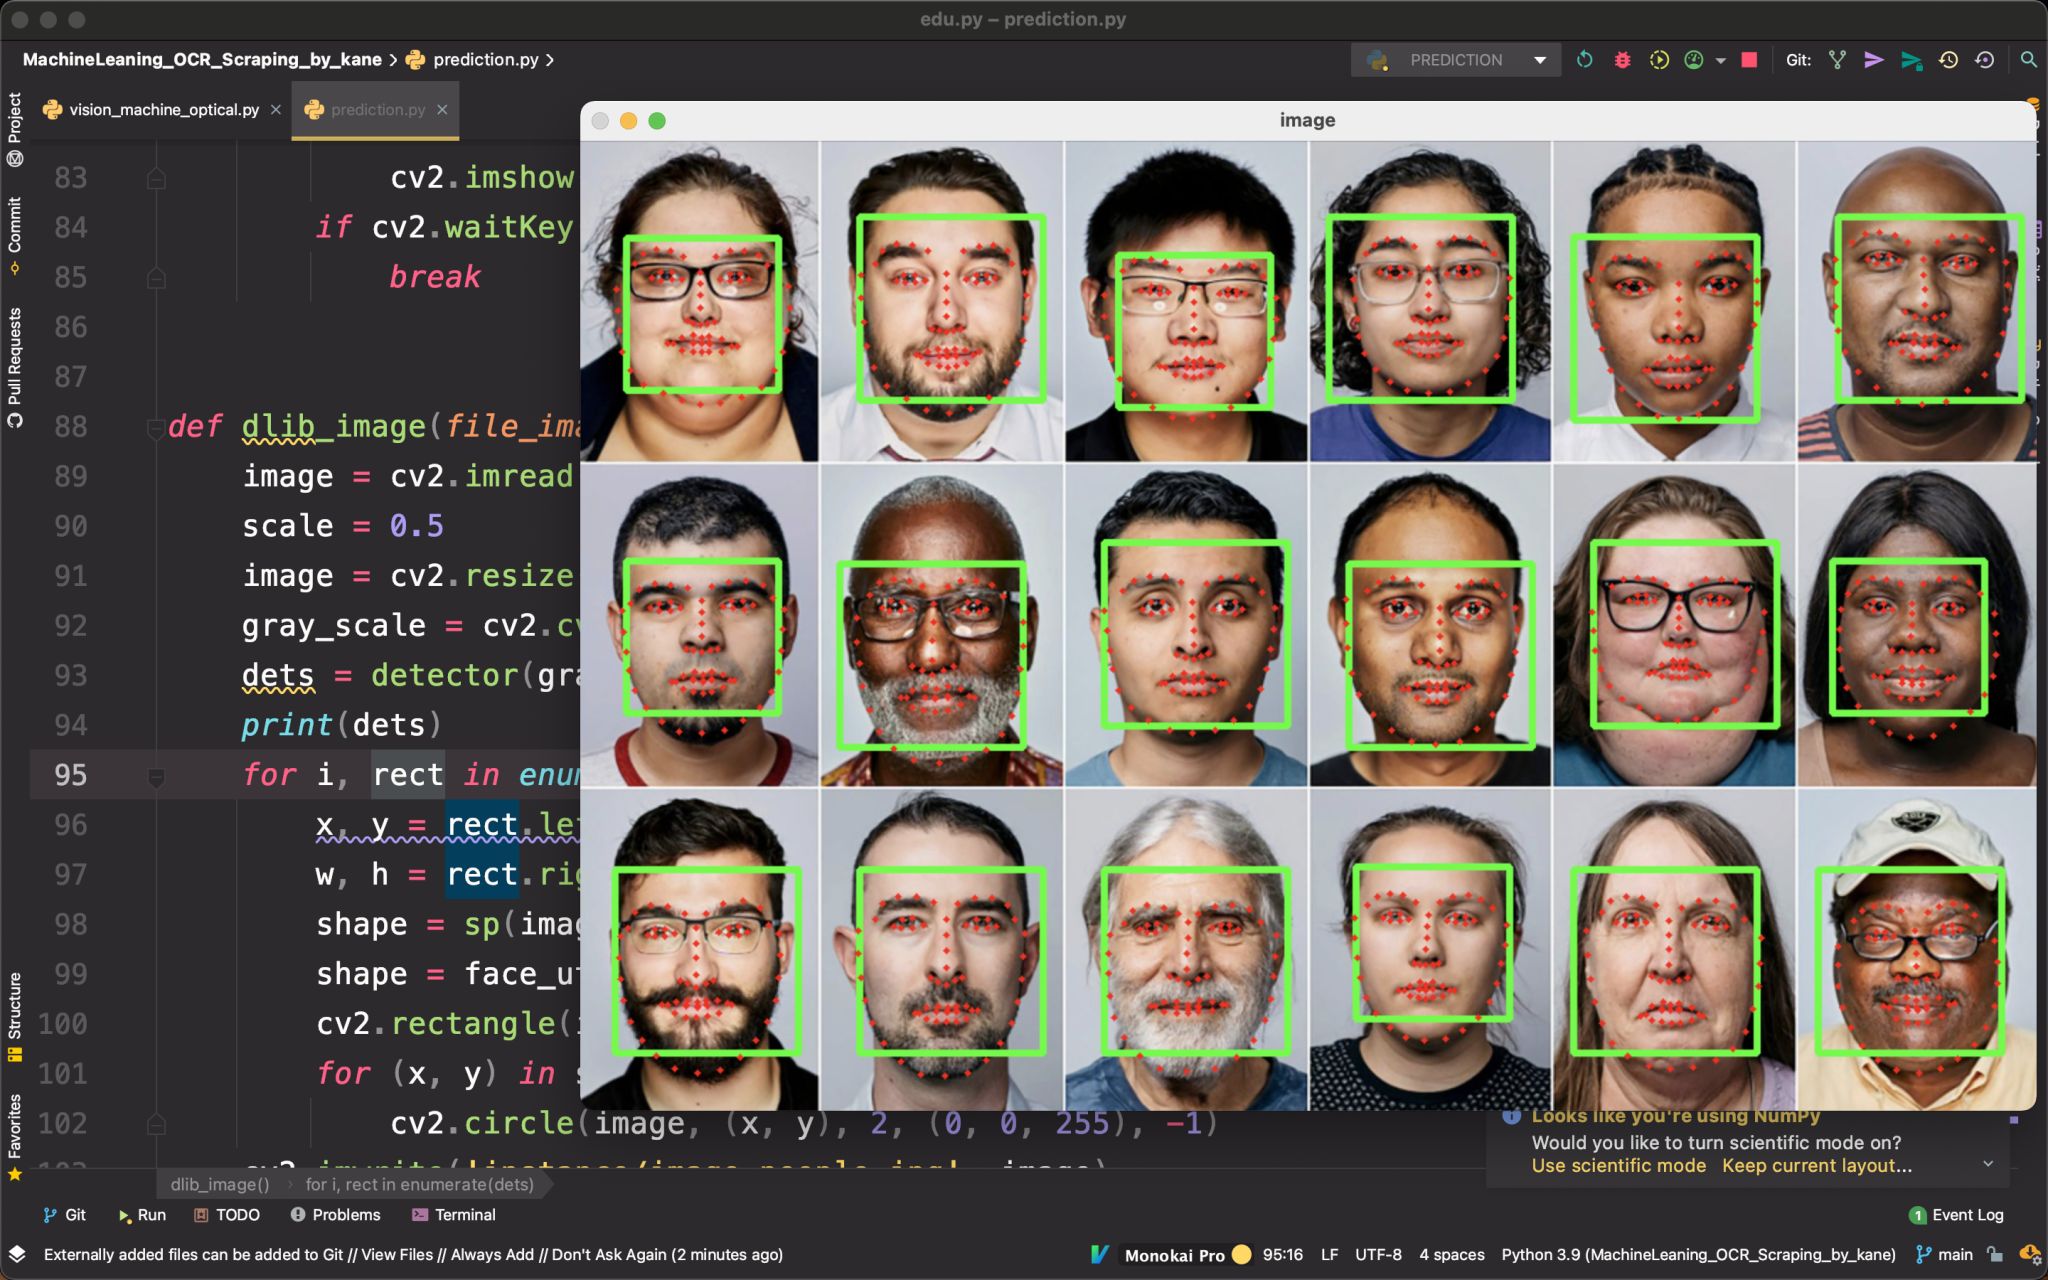 edu.py – prediction.py
MachineLeaning_OCR_Scraping_by_kane
prediction.py
PREDICTION
Git:
vision_machine_optical.py
prediction.py
image
Project
Commit
Pull Requests
Structure
Favorites
83 cv2.imshow
84 if cv2.waitKey
85 break
86
87
88 def dlib_image(file_ima
89 image = cv2.imread
90 scale = 0.5
91 image = cv2.resize
92 gray_scale = cv2.cv
93 dets = detector(gra
94 print(dets)
95 for i, rect in enum
96 x, y = rect.lef
97 w, h = rect.rig
98 shape = sp(imag
99 shape = face_ut
100 cv2.rectangle(i
101 for (x, y) in s
102 cv2.circle(image, (x, y), 2, (0, 0, 255), -1)
Looks like you're using NumPy
Would you like to turn scientific mode on?
Use scientific mode Keep current layout...
dlib_image() for i, rect in enumerate(dets)
Git Run TODO Problems Terminal
1 Event Log
Externally added files can be added to Git // View Files // Always Add // Don't Ask Again (2 minutes ago)
Monokai Pro 95:16 LF UTF-8 4 spaces Python 3.9 (MachineLeaning_OCR_Scraping_by_kane) main